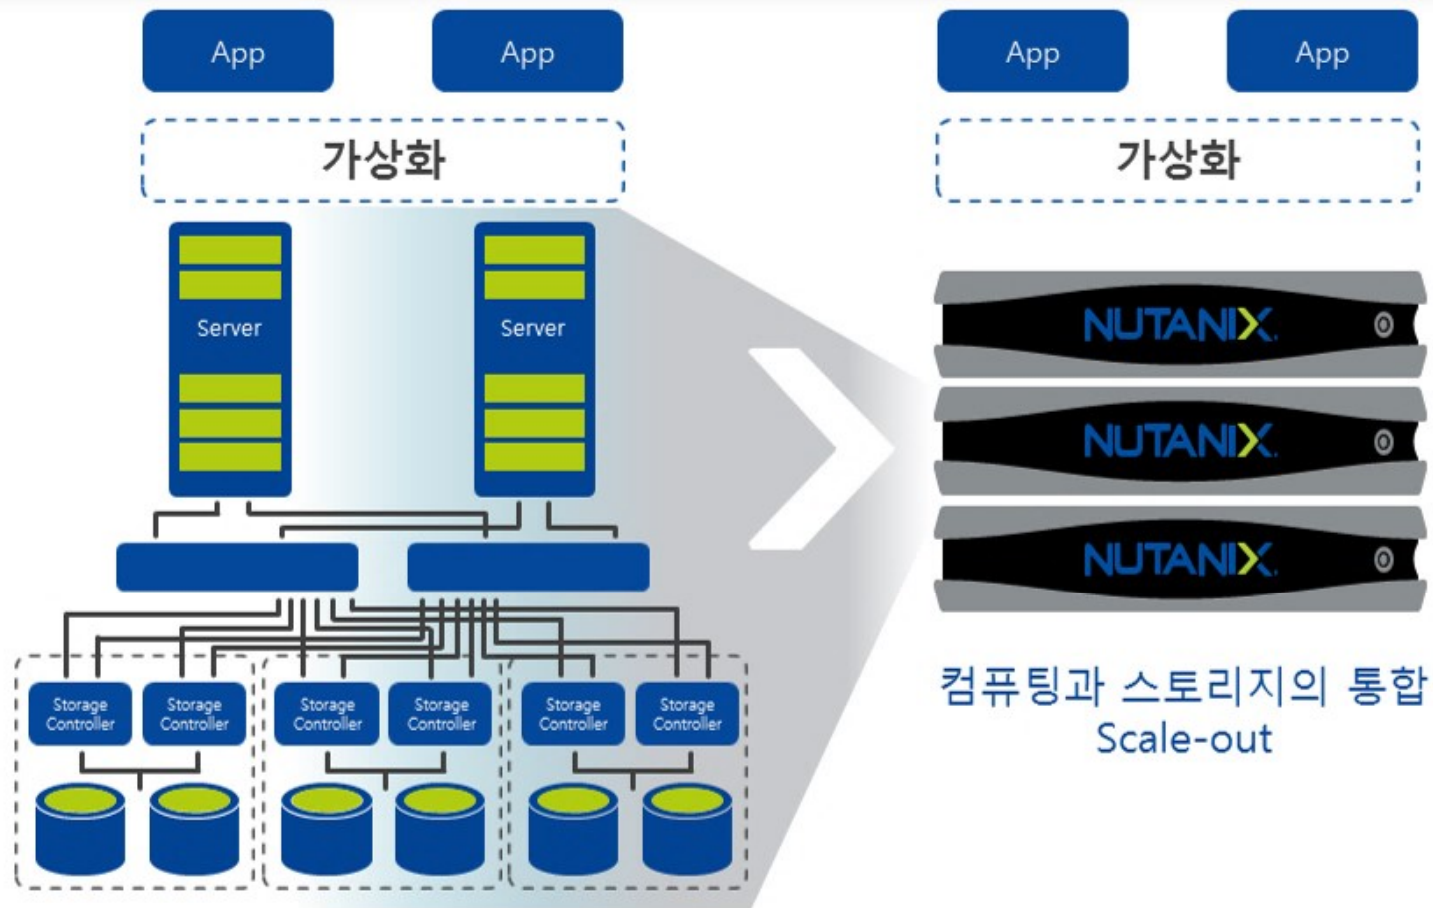 App
App
가상화
Server
Server
Storage
Controller
Storage
Controller
Storage
Controller
Storage
Controller
Storage
Controller
Storage
Controller
App
App
가상화
NUTANIX.
NUTANIX.
NUTANIX.
컴퓨팅과 스토리지의 통합
Scale-out